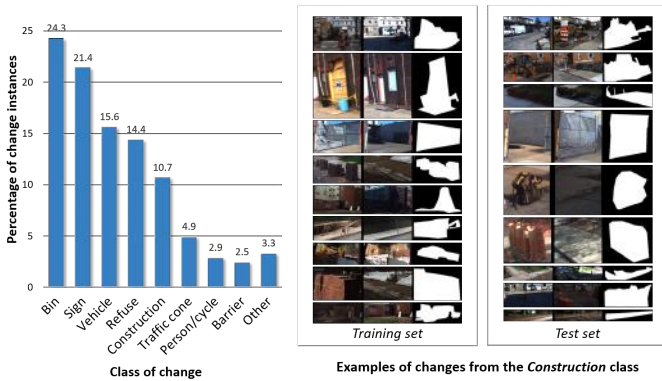 Percentage of change instances
25
20
15
10
5
0
24.3
21.4
15.6
14.4
10.7
4.9
2.9
2.5
3.3
Bin
Sign
Vehicle
Refuse
Construction
Traffic cone
Person/cycle
Barrier
Other
Class of change
Training set
Test set
Examples of changes from the Construction class